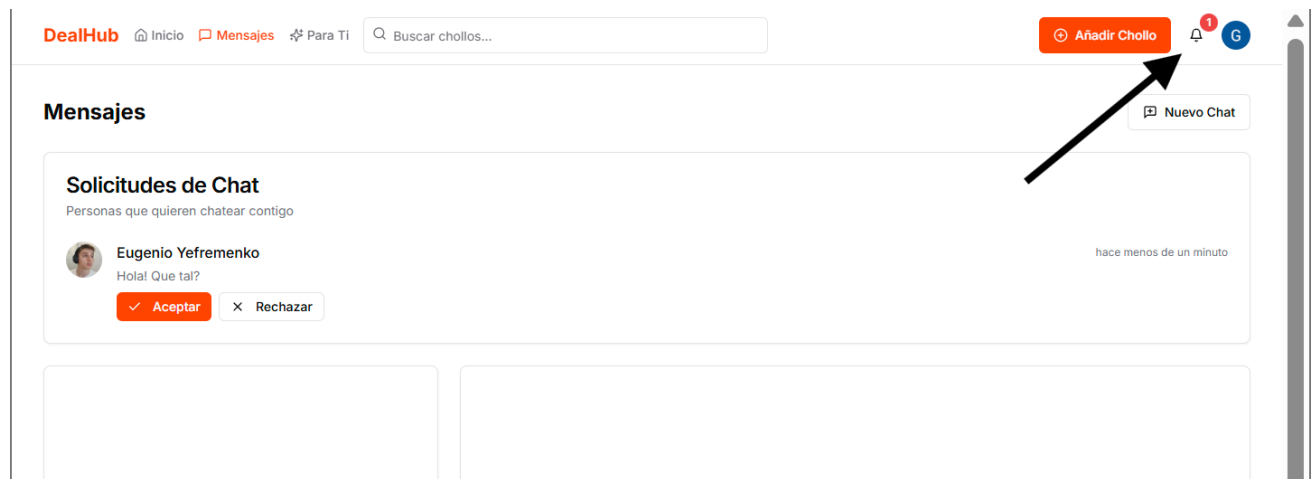 DealHub Inicio Mensajes Para Ti Buscar chollos... Añadir Chollo 1 G
Mensajes Nuevo Chat
Solicitudes de Chat
Personas que quieren chatear contigo
Eugenio Yefremenko hace menos de un minuto
Hola! Que tal?
Aceptar Rechazar